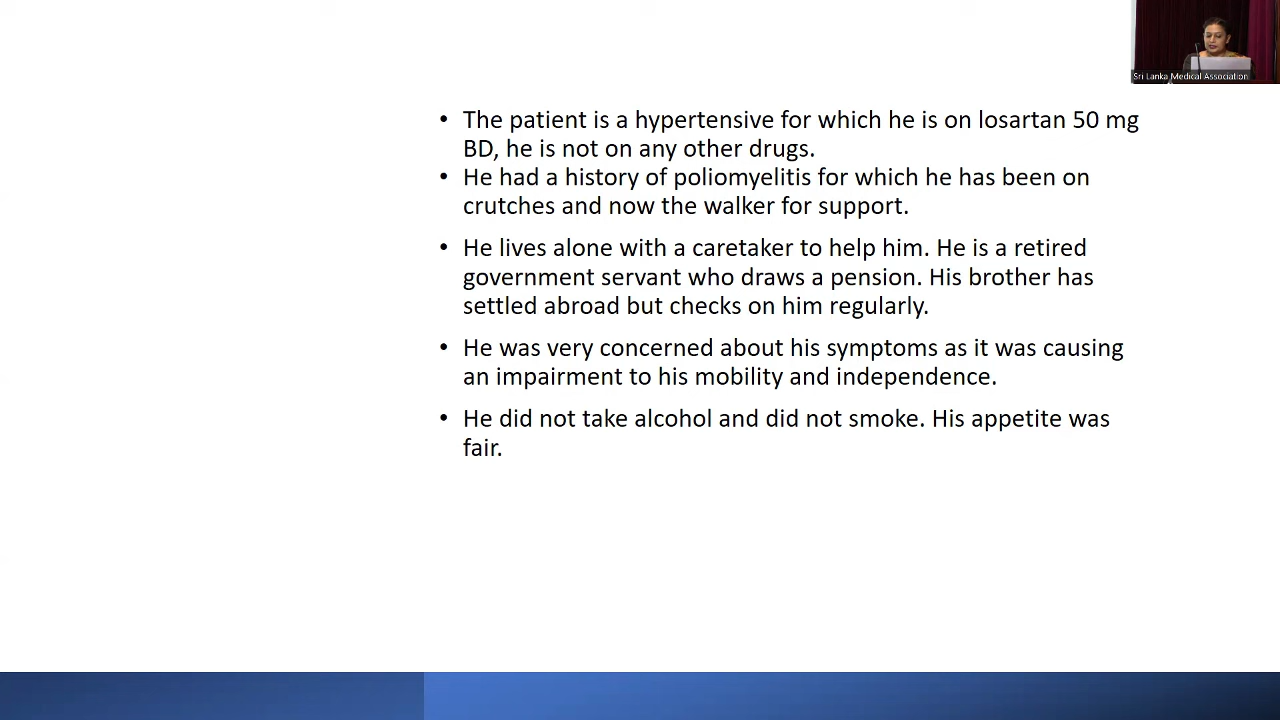 Sri Lanka Medical Association
• The patient is a hypertensive for which he is on losartan 50 mg
BD, he is not on any other drugs.
• He had a history of poliomyelitis for which he has been on
crutches and now the walker for support.
• He lives alone with a caretaker to help him. He is a retired
government servant who draws a pension. His brother has
settled abroad but checks on him regularly.
• He was very concerned about his symptoms as it was causing
an impairment to his mobility and independence.
• He did not take alcohol and did not smoke. His appetite was
fair.